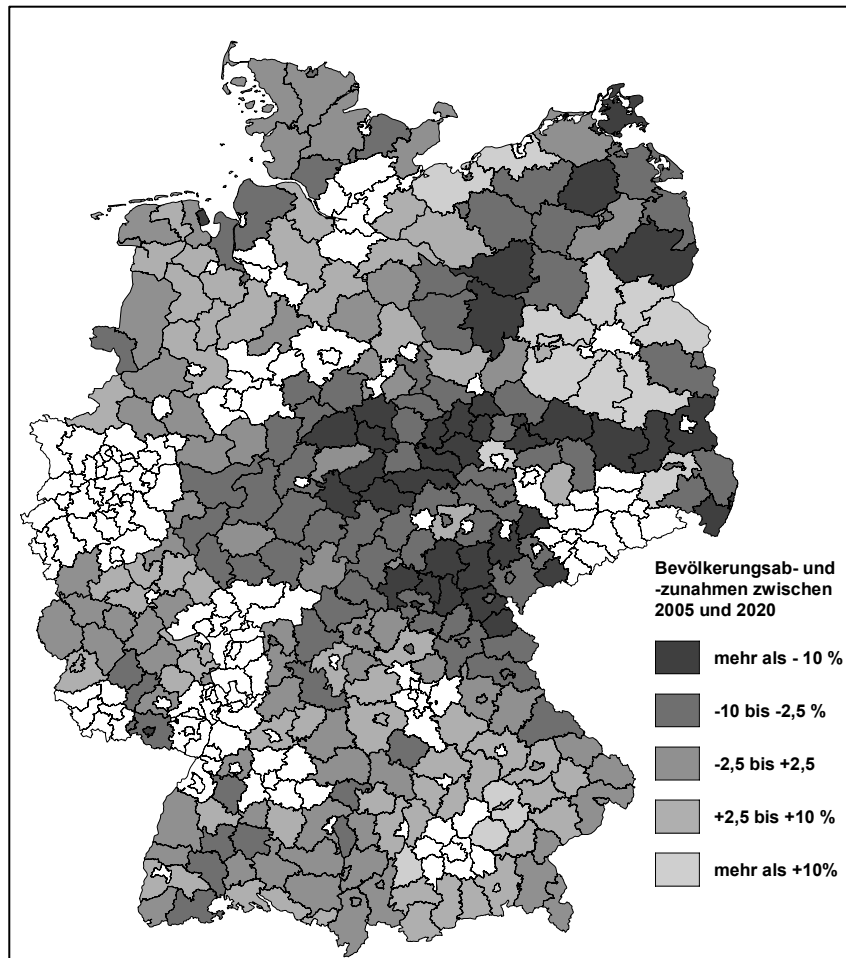 Bevölkerungsab- und
-zunahmen zwischen
2005 und 2020
mehr als - 10 %
-10 bis -2,5 %
-2,5 bis +2,5
+2,5 bis +10 %
mehr als +10%